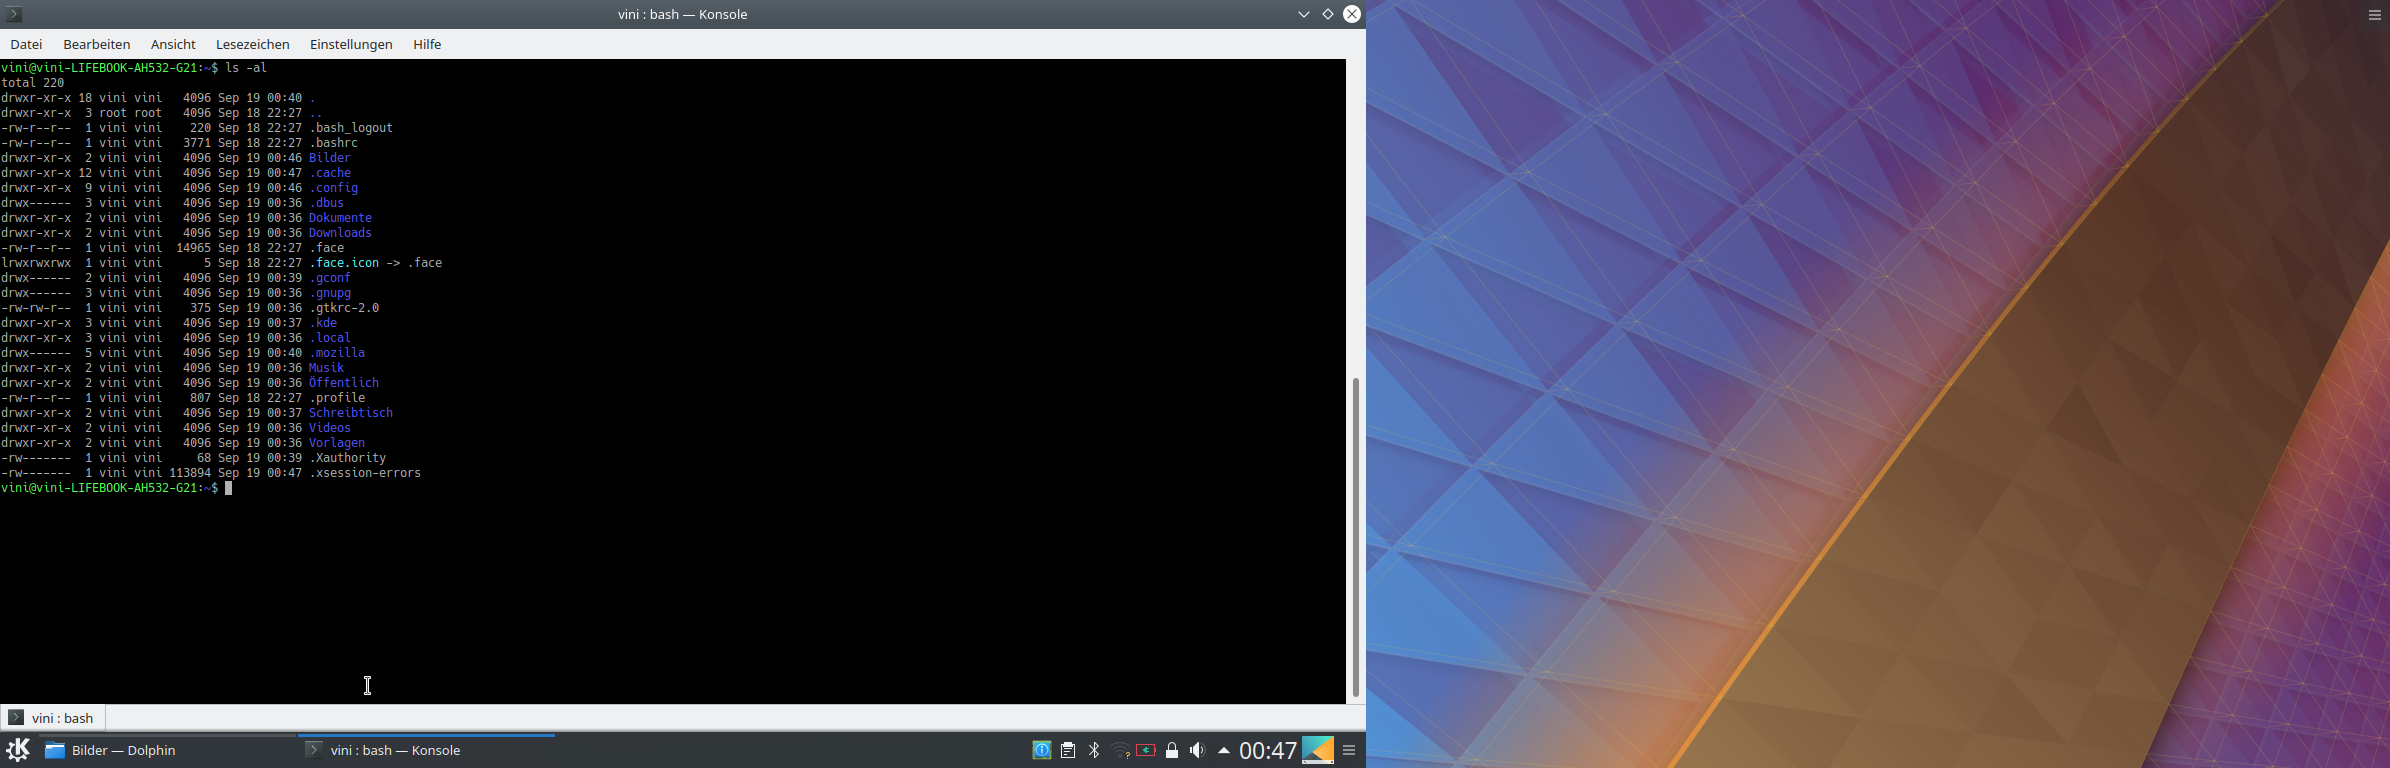 vini : bash — Konsole
Datei Bearbeiten Ansicht Lesezeichen Einstellungen Hilfe
vini@vini-LIFEBOOK-AH532-G21:~$ ls -al
total 220
drwxr-xr-x 18 vini vini   4096 Sep 19 00:40 .
drwxr-xr-x  3 root root   4096 Sep 18 22:27 ..
-rw-r--r--  1 vini vini    220 Sep 18 22:27 .bash_logout
-rw-r--r--  1 vini vini   3771 Sep 18 22:27 .bashrc
drwxr-xr-x  2 vini vini   4096 Sep 19 00:46 Bilder
drwxr-xr-x 12 vini vini   4096 Sep 19 00:47 .cache
drwxr-xr-x  9 vini vini   4096 Sep 19 00:46 .config
drwx------  3 vini vini   4096 Sep 19 00:36 .dbus
drwxr-xr-x  2 vini vini   4096 Sep 19 00:36 Dokumente
drwxr-xr-x  2 vini vini   4096 Sep 19 00:36 Downloads
-rw-r--r--  1 vini vini  14965 Sep 18 22:27 .face
lrwxrwxrwx  1 vini vini      5 Sep 18 22:27 .face.icon -> .face
drwx------  2 vini vini   4096 Sep 19 00:39 .gconf
drwx------  3 vini vini   4096 Sep 19 00:36 .gnupg
-rw-rw-r--  1 vini vini    375 Sep 19 00:36 .gtkrc-2.0
drwxr-xr-x  3 vini vini   4096 Sep 19 00:37 .kde
drwxr-xr-x  3 vini vini   4096 Sep 19 00:36 .local
drwx------  5 vini vini   4096 Sep 19 00:40 .mozilla
drwxr-xr-x  2 vini vini   4096 Sep 19 00:36 Musik
drwxr-xr-x  2 vini vini   4096 Sep 19 00:36 Öffentlich
-rw-r--r--  1 vini vini    807 Sep 18 22:27 .profile
drwxr-xr-x  2 vini vini   4096 Sep 19 00:37 Schreibtisch
drwxr-xr-x  2 vini vini   4096 Sep 19 00:36 Videos
drwxr-xr-x  2 vini vini   4096 Sep 19 00:36 Vorlagen
-rw-------  1 vini vini     68 Sep 19 00:39 .Xauthority
-rw-------  1 vini vini 113894 Sep 19 00:47 .xsession-errors
vini@vini-LIFEBOOK-AH532-G21:~$
vini : bash
Bilder — Dolphin vini : bash — Konsole 00:47